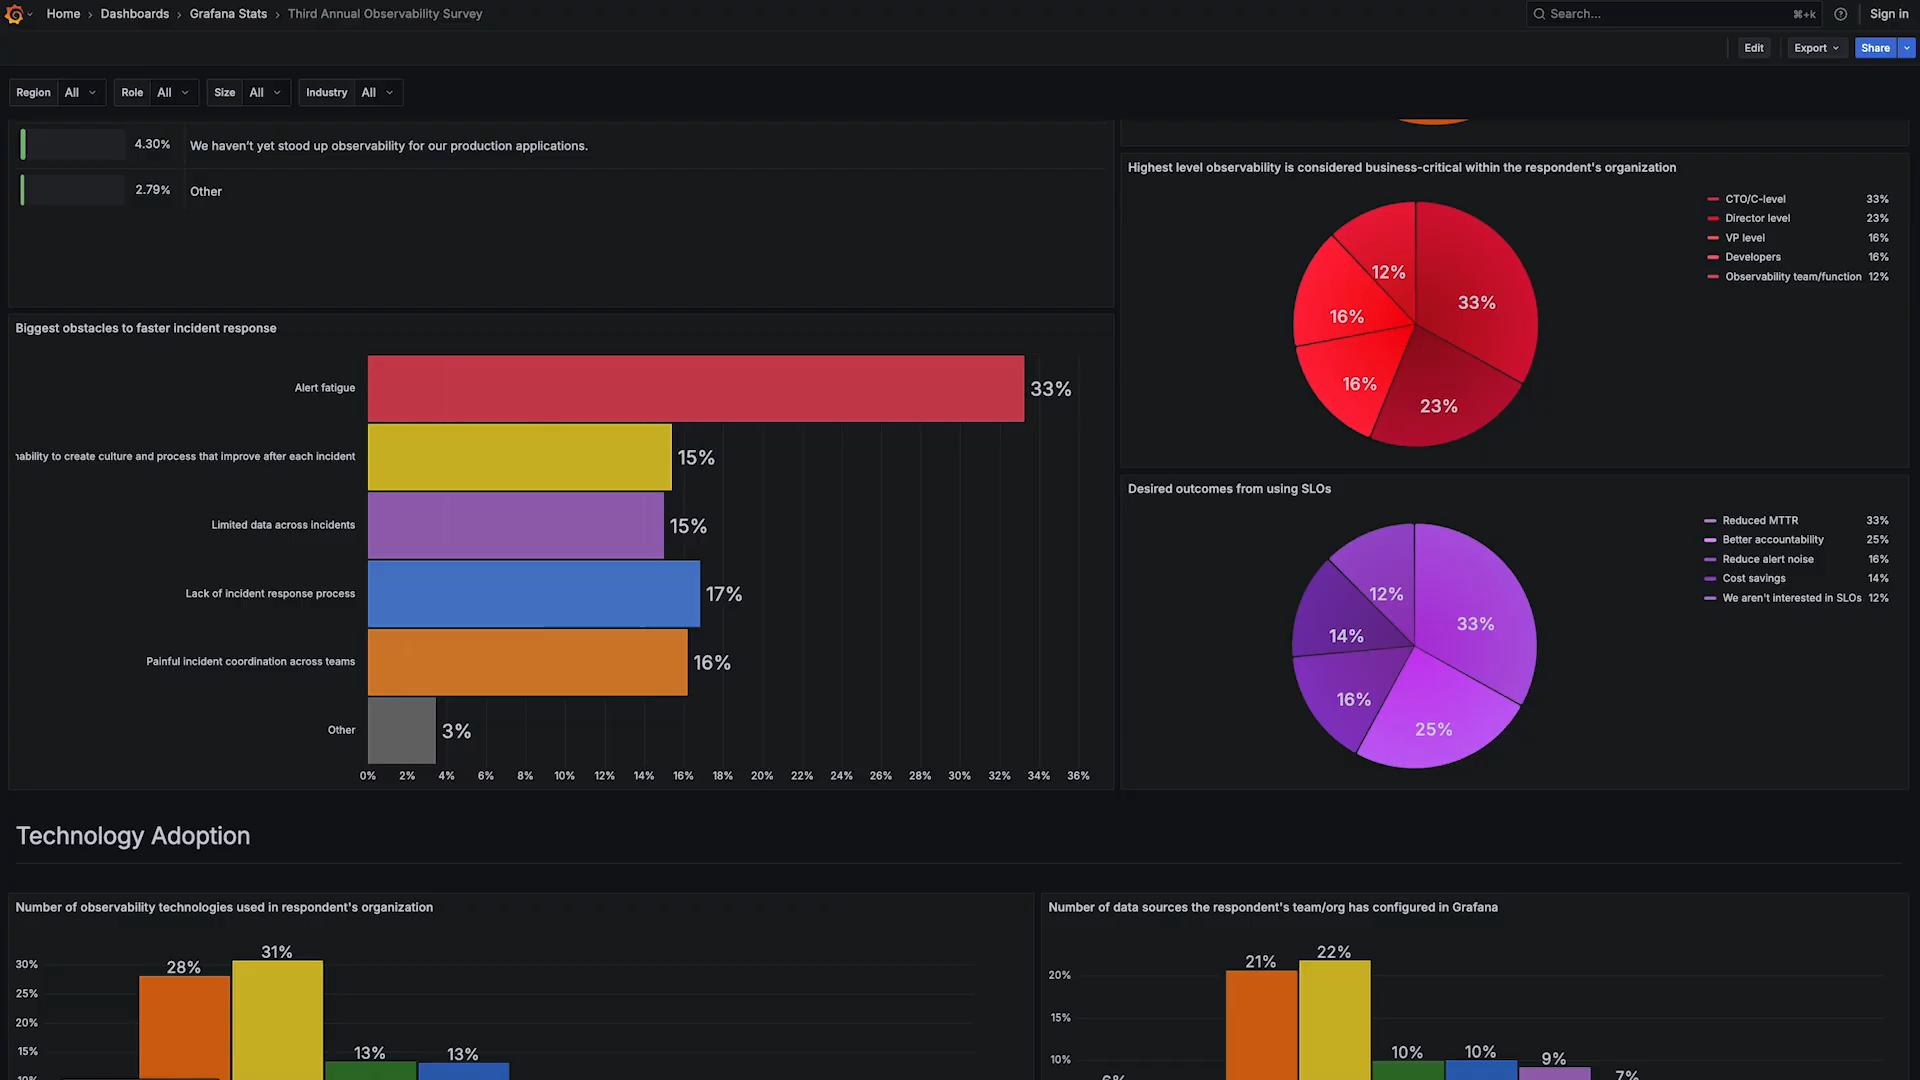 Home › Dashboards › Grafana Stats › Third Annual Observability Survey
Search... ⌘+k Sign in
Edit Export Share
Region All Role All Size All Industry All
4.30% We haven't yet stood up observability for our production applications.
2.79% Other
Biggest obstacles to faster incident response
Alert fatigue 33%
ability to create culture and process that improve after each incident 15%
Limited data across incidents 15%
Lack of incident response process 17%
Painful incident coordination across teams 16%
Other 3%
0% 2% 4% 6% 8% 10% 12% 14% 16% 18% 20% 22% 24% 26% 28% 30% 32% 34% 36%
Highest level observability is considered business-critical within the respondent's organization
CTO/C-level 33%
Director level 23%
VP level 16%
Developers 16%
Observability team/function 12%
12%
33%
16%
16%
23%
Desired outcomes from using SLOs
Reduced MTTR 33%
Better accountability 25%
Reduce alert noise 16%
Cost savings 14%
We aren't interested in SLOs 12%
12%
33%
14%
16%
25%
Technology Adoption
Number of observability technologies used in respondent's organization
31%
28%
30%
25%
20%
15%
13% 13%
10%
Number of data sources the respondent's team/org has configured in Grafana
22%
21%
20%
15%
10%
10% 10% 9%
6% 7%